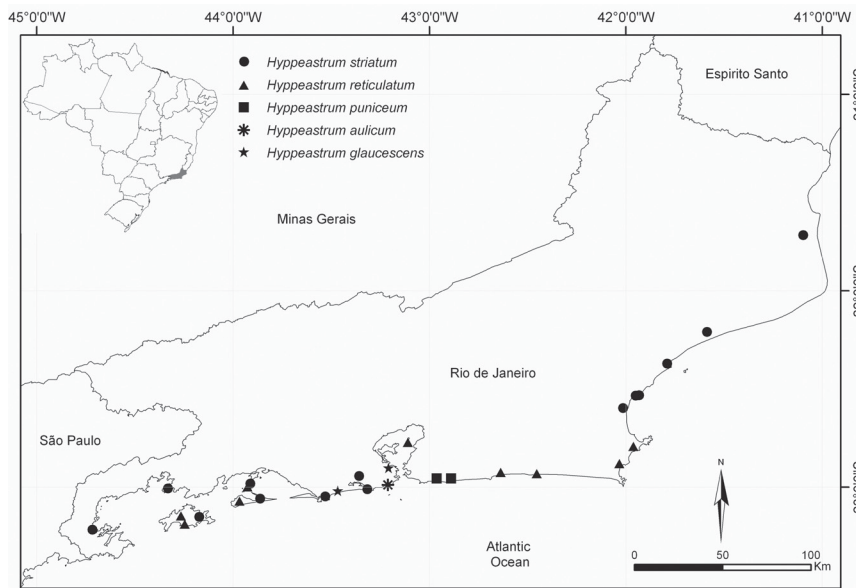 45°0'0"W 44°0'0"W 43°0'0"W 42°0'0"W 41°0'0"W
Hyppeastrum striatum
Hyppeastrum reticulatum
Hyppeastrum puniceum
Hyppeastrum aulicum
Hyppeastrum glaucescens
Espirito Santo
Minas Gerais
Rio de Janeiro
São Paulo
Atlantic
Ocean
N
0 50 100
Km